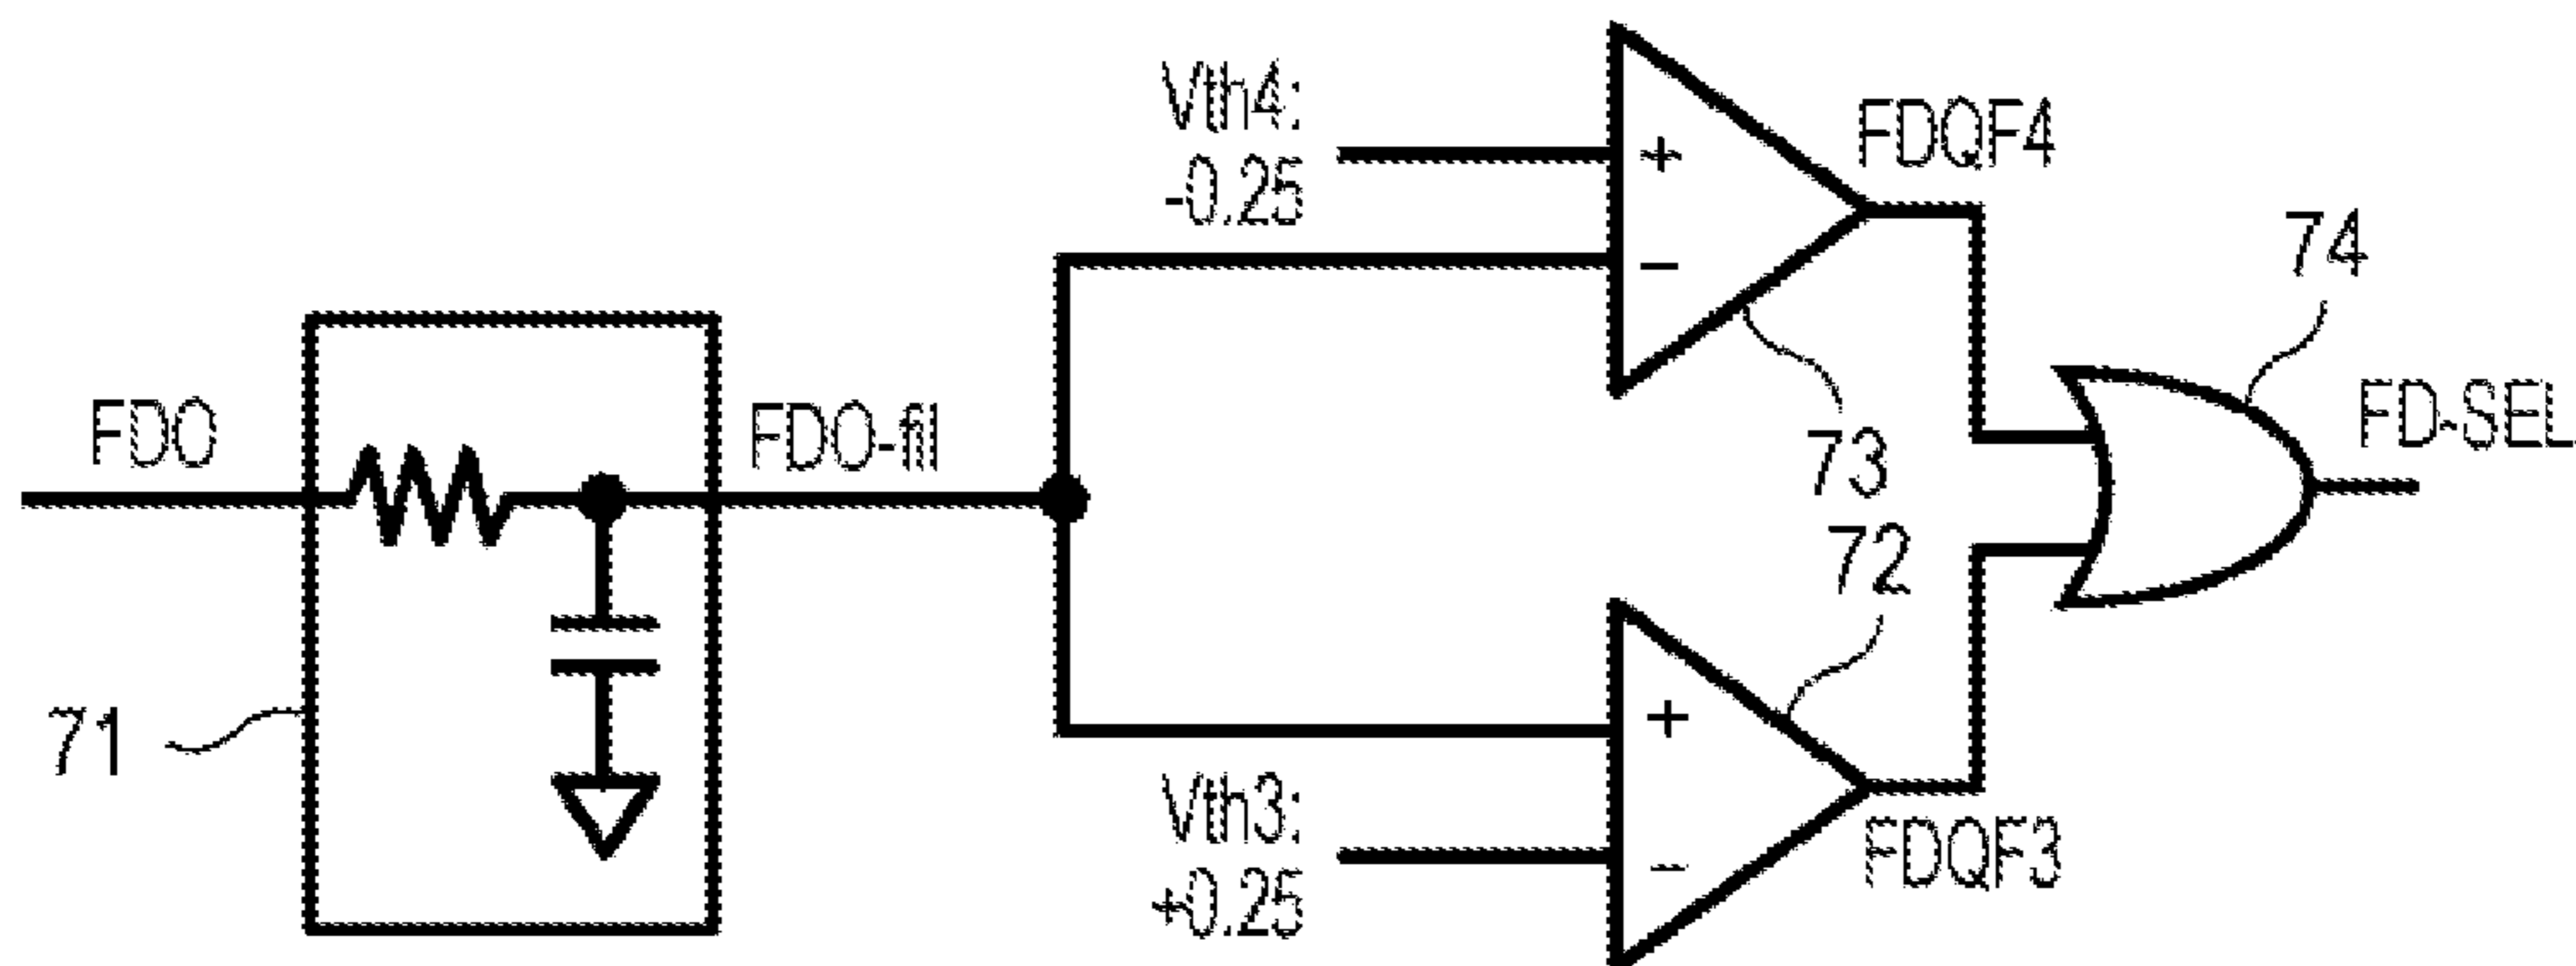 FDO
71
FDO-fil
Vth4:
-0.25
+
−
FDQF4
73
72
Vth3:
+0.25
+
−
FDQF3
74
FD-SEL